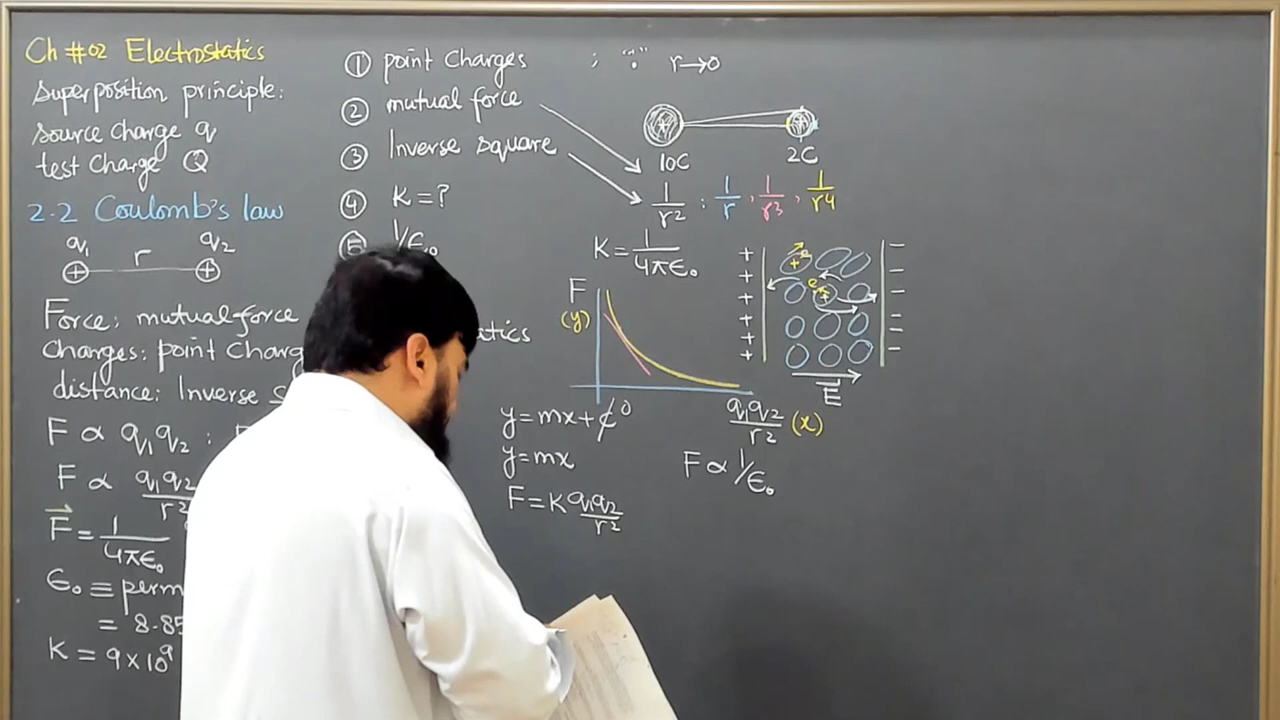 Ch #02 Electrostatics
Superposition principle:
Source Charge q
test Charge Q
2.2 Coulomb's law
q₁ r q₂
+ +
Force: mutual force
Charges: point
distance: Inverse
F ∝ q₁q₂ :
F ∝ q₁q₂/r²
F⃗ = 1/4πϵ₀
ϵ₀ ≡
= 8.85
K = 9×10⁹
① point Charges ; "." r→0
② mutual force
③ Inverse square
④ K = ?
⑤ 1/ϵ₀
+ +
10C 2C
1/r² ; 1/r , 1/r³ , 1/r⁴
K = 1/4πϵ₀
F
(y)
q₁q₂/r² (x)
y = mx + c⁰
y = mx
F = K q₁q₂/r²
F ∝ 1/ϵ₀
+ −
+ −
+ −
+ −
+ −
+
e
+
e
+
E⃗